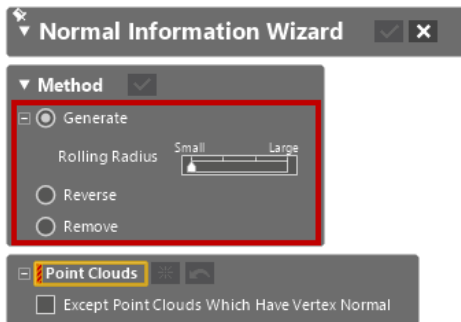 Normal Information Wizard
Method
Generate
Small Large
Rolling Radius
Reverse
Remove
Point Clouds
Except Point Clouds Which Have Vertex Normal